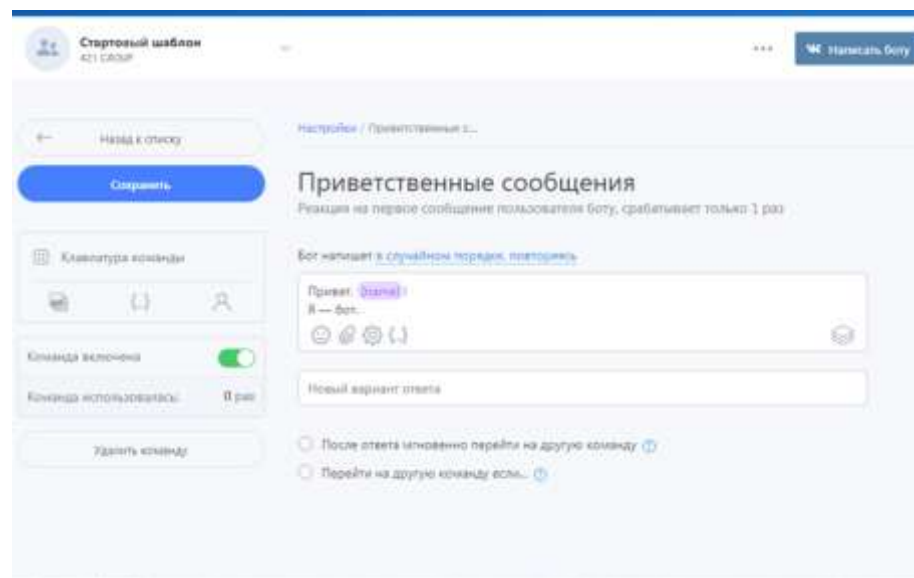 Стартовый шаблон
421 GROUP
Написать боту
Назад к списку
Сохранить
Клавиатура команды
Команда включена
Команда использовалась: 0 раз
Удалить команду
Настройки / Приветственные с...
Приветственные сообщения
Реакция на первое сообщение пользователя боту, срабатывает только 1 раз
Бот напишет в случайном порядке, повторяясь
Привет, {name}!
Я — бот.
Новый вариант ответа
После ответа мгновенно перейти на другую команду
Перейти на другую команду если...